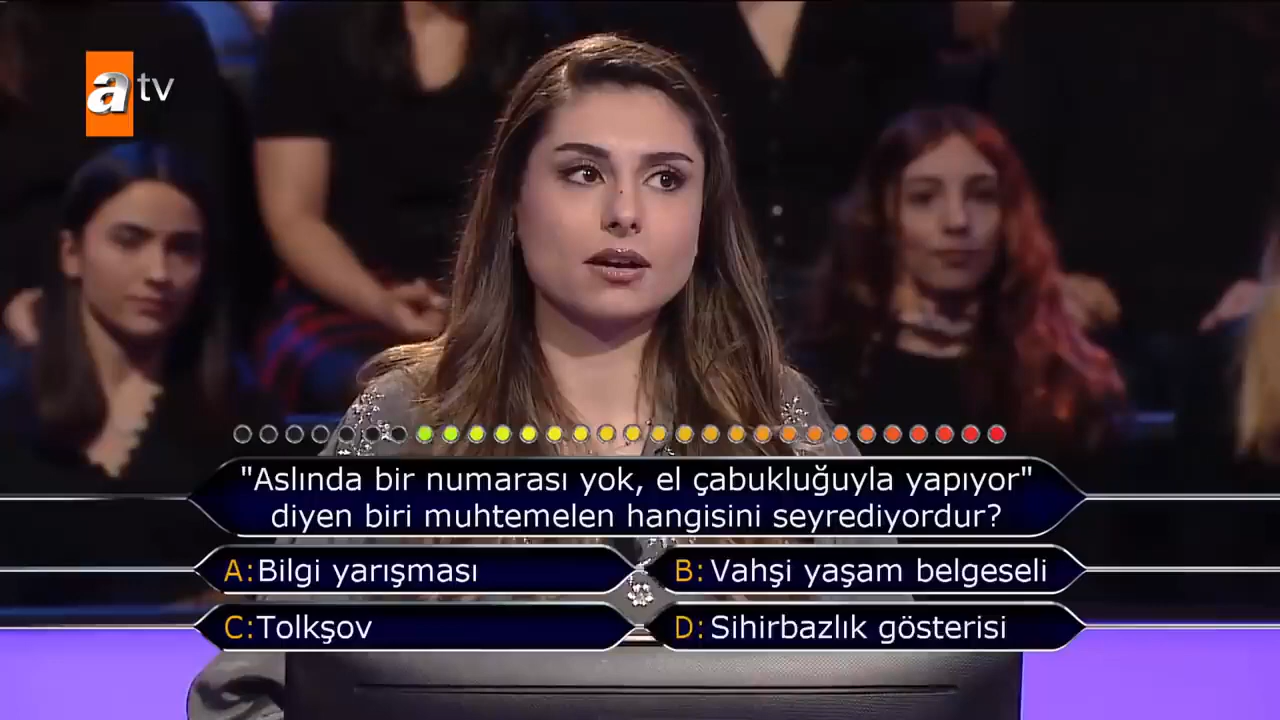 a tv
"Aslında bir numarası yok, el çabukluğuyla yapıyor"
diyen biri muhtemelen hangisini seyrediyordur?
A: Bilgi yarışması
B: Vahşi yaşam belgeseli
C: Tolkşov
D: Sihirbazlık gösterisi